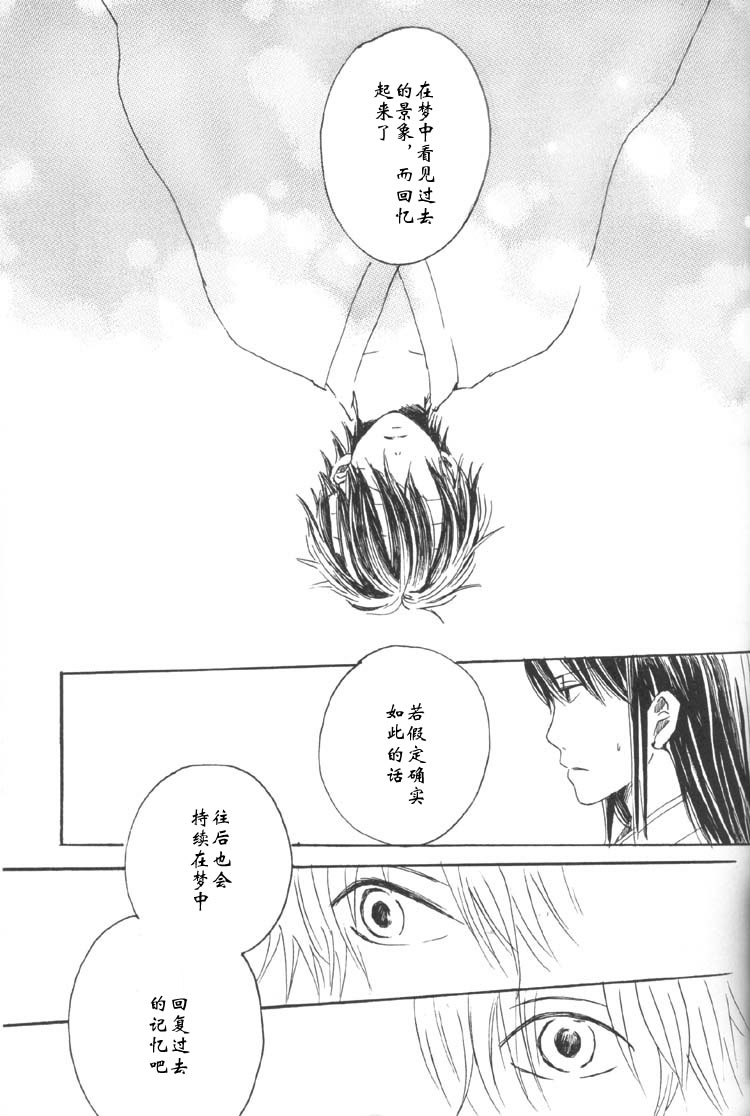 在梦中看见过去
的景象，而回忆
起来了
若假定确实
如此的话
往后也会
持续在梦中
回复过去
的记忆吧